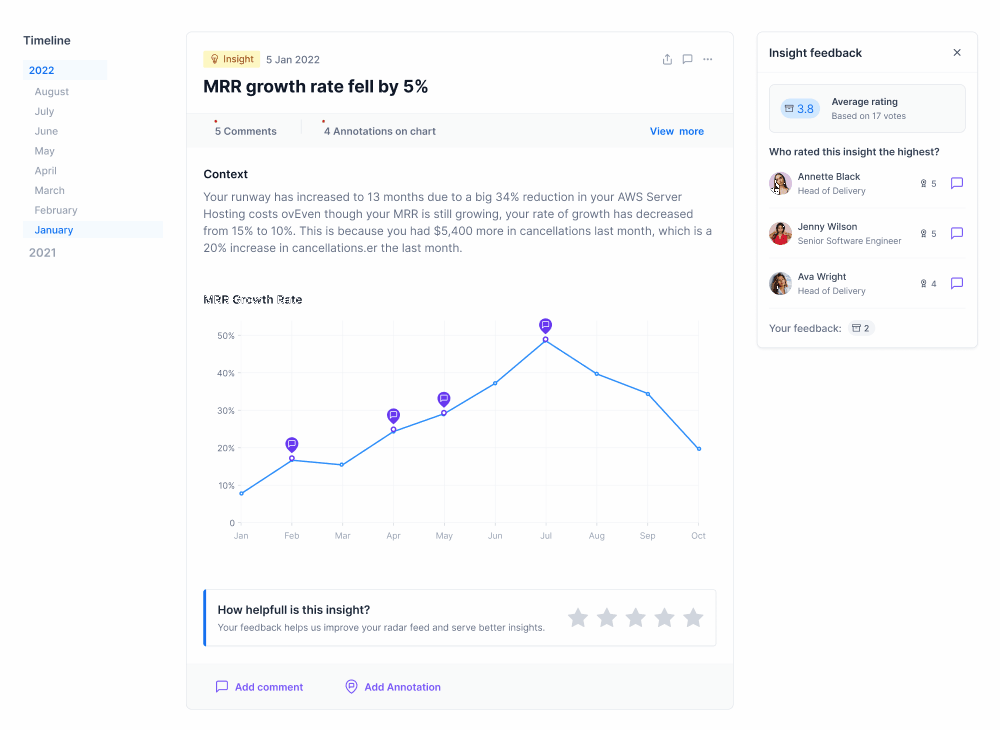 Timeline
2022
August
July
June
May
April
March
February
January
2021
Insight 5 Jan 2022
MRR growth rate fell by 5%
5 Comments 4 Annotations on chart View more
Context
Your runway has increased to 13 months due to a big 34% reduction in your AWS Server
Hosting costs ovEven though your MRR is still growing, your rate of growth has decreased
from 15% to 10%. This is because you had $5,400 more in cancellations last month, which is a
20% increase in cancellations.er the last month.
MRR Growth Rate
50%
40%
30%
20%
10%
0
Jan Feb Mar Apr May Jun Jul Aug Sep Oct
How helpfull is this insight?
Your feedback helps us improve your radar feed and serve better insights.
Add comment Add Annotation
Insight feedback
3.8
Average rating
Based on 17 votes
Who rated this insight the highest?
Annette Black
Head of Delivery
5
Jenny Wilson
Senior Software Engineer
5
Ava Wright
Head of Delivery
4
Your feedback: 2